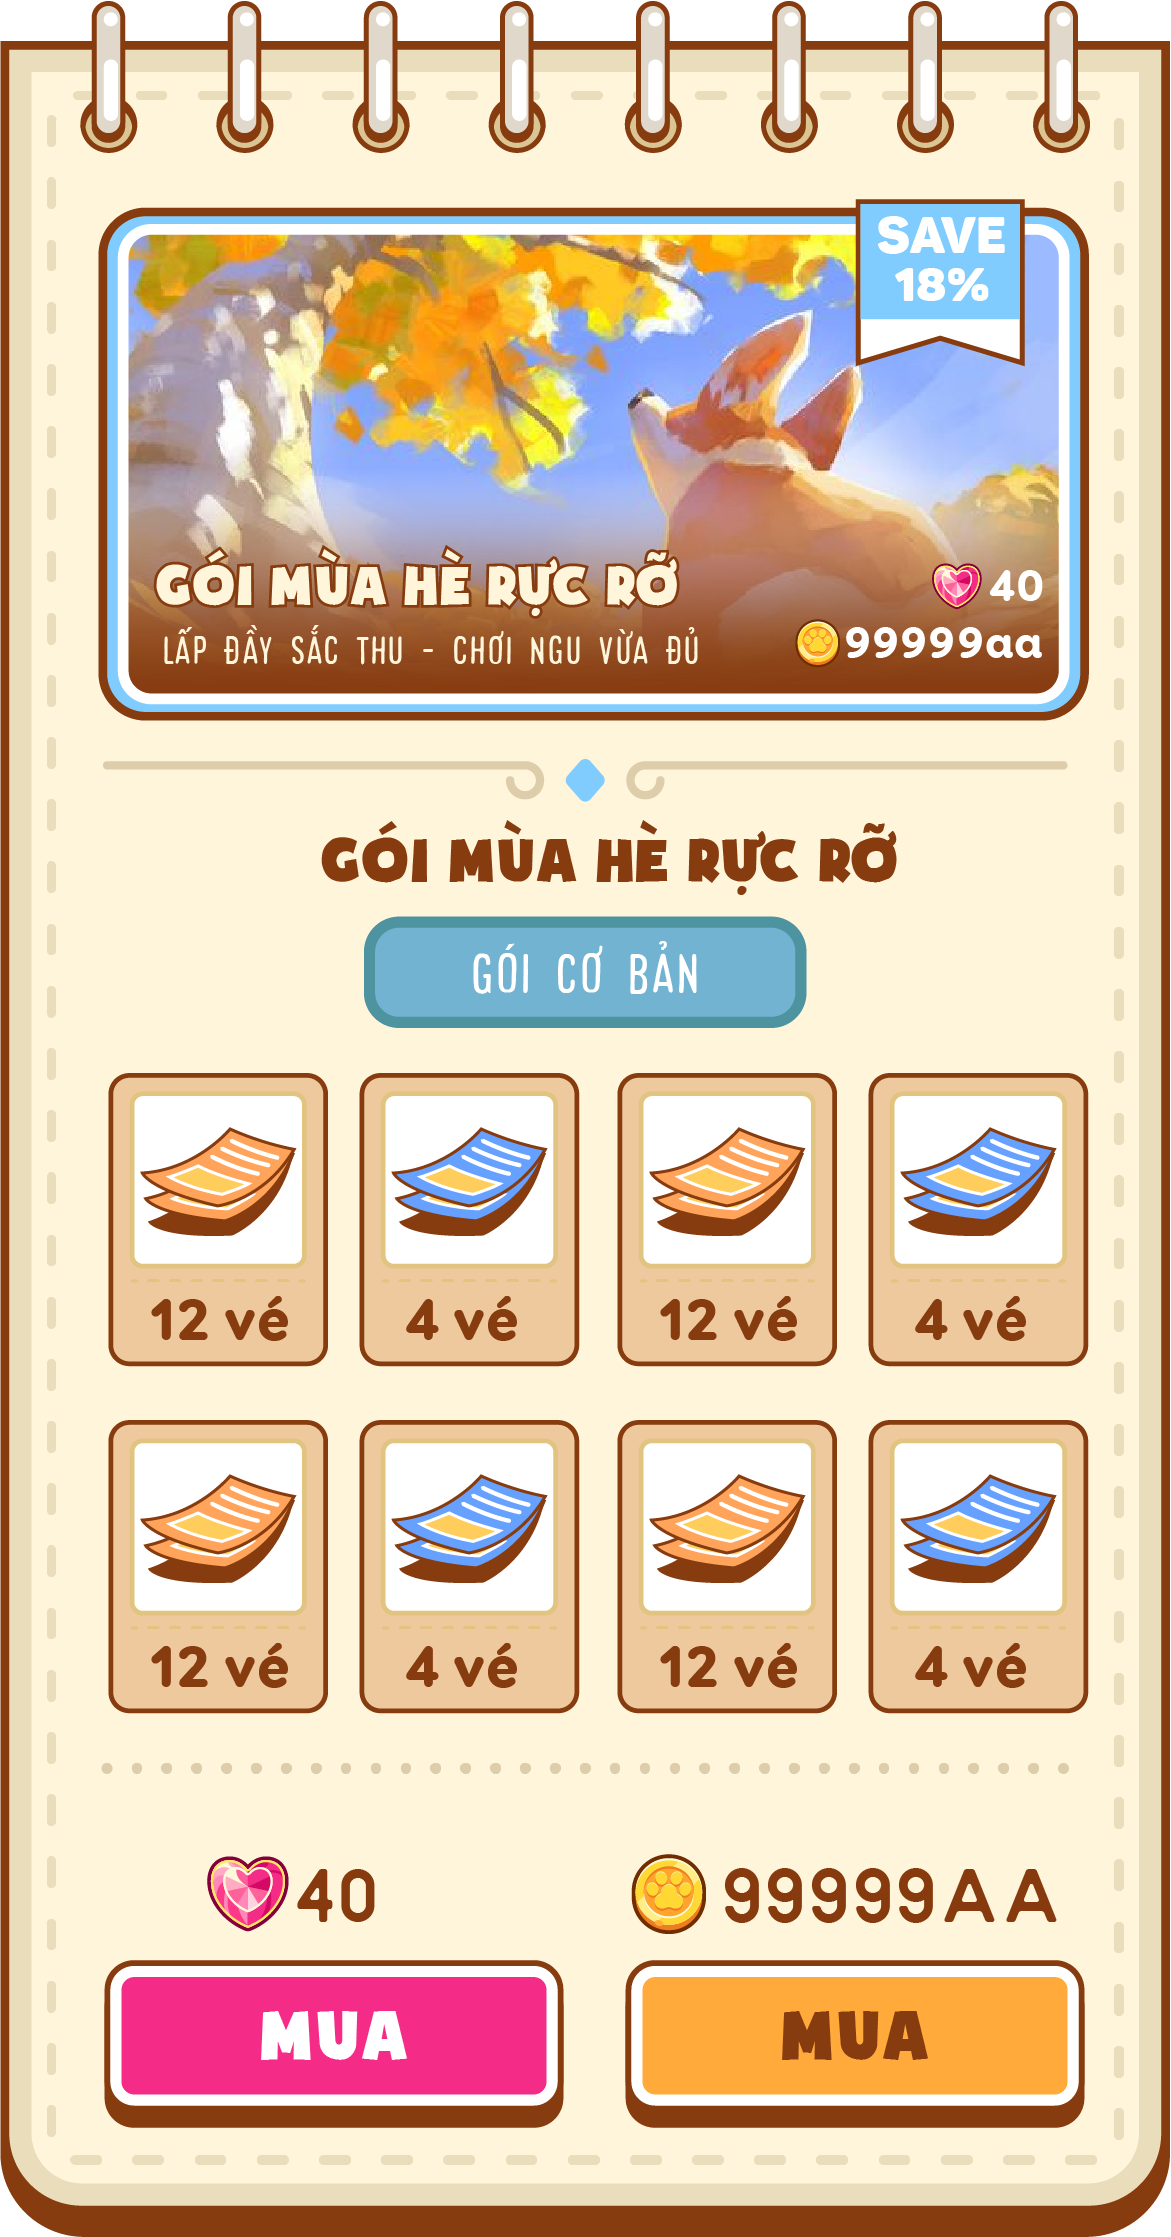 SAVE
18%
GÓI MÙA HÈ RỰC RỠ
40
LẤP ĐẦY SẮC THU - CHƠI NGU VỪA ĐỦ
99999aa
GÓI MÙA HÈ RỰC RỠ
GÓI CƠ BẢN
12 vé
4 vé
12 vé
4 vé
12 vé
4 vé
12 vé
4 vé
40
99999AA
MUA
MUA